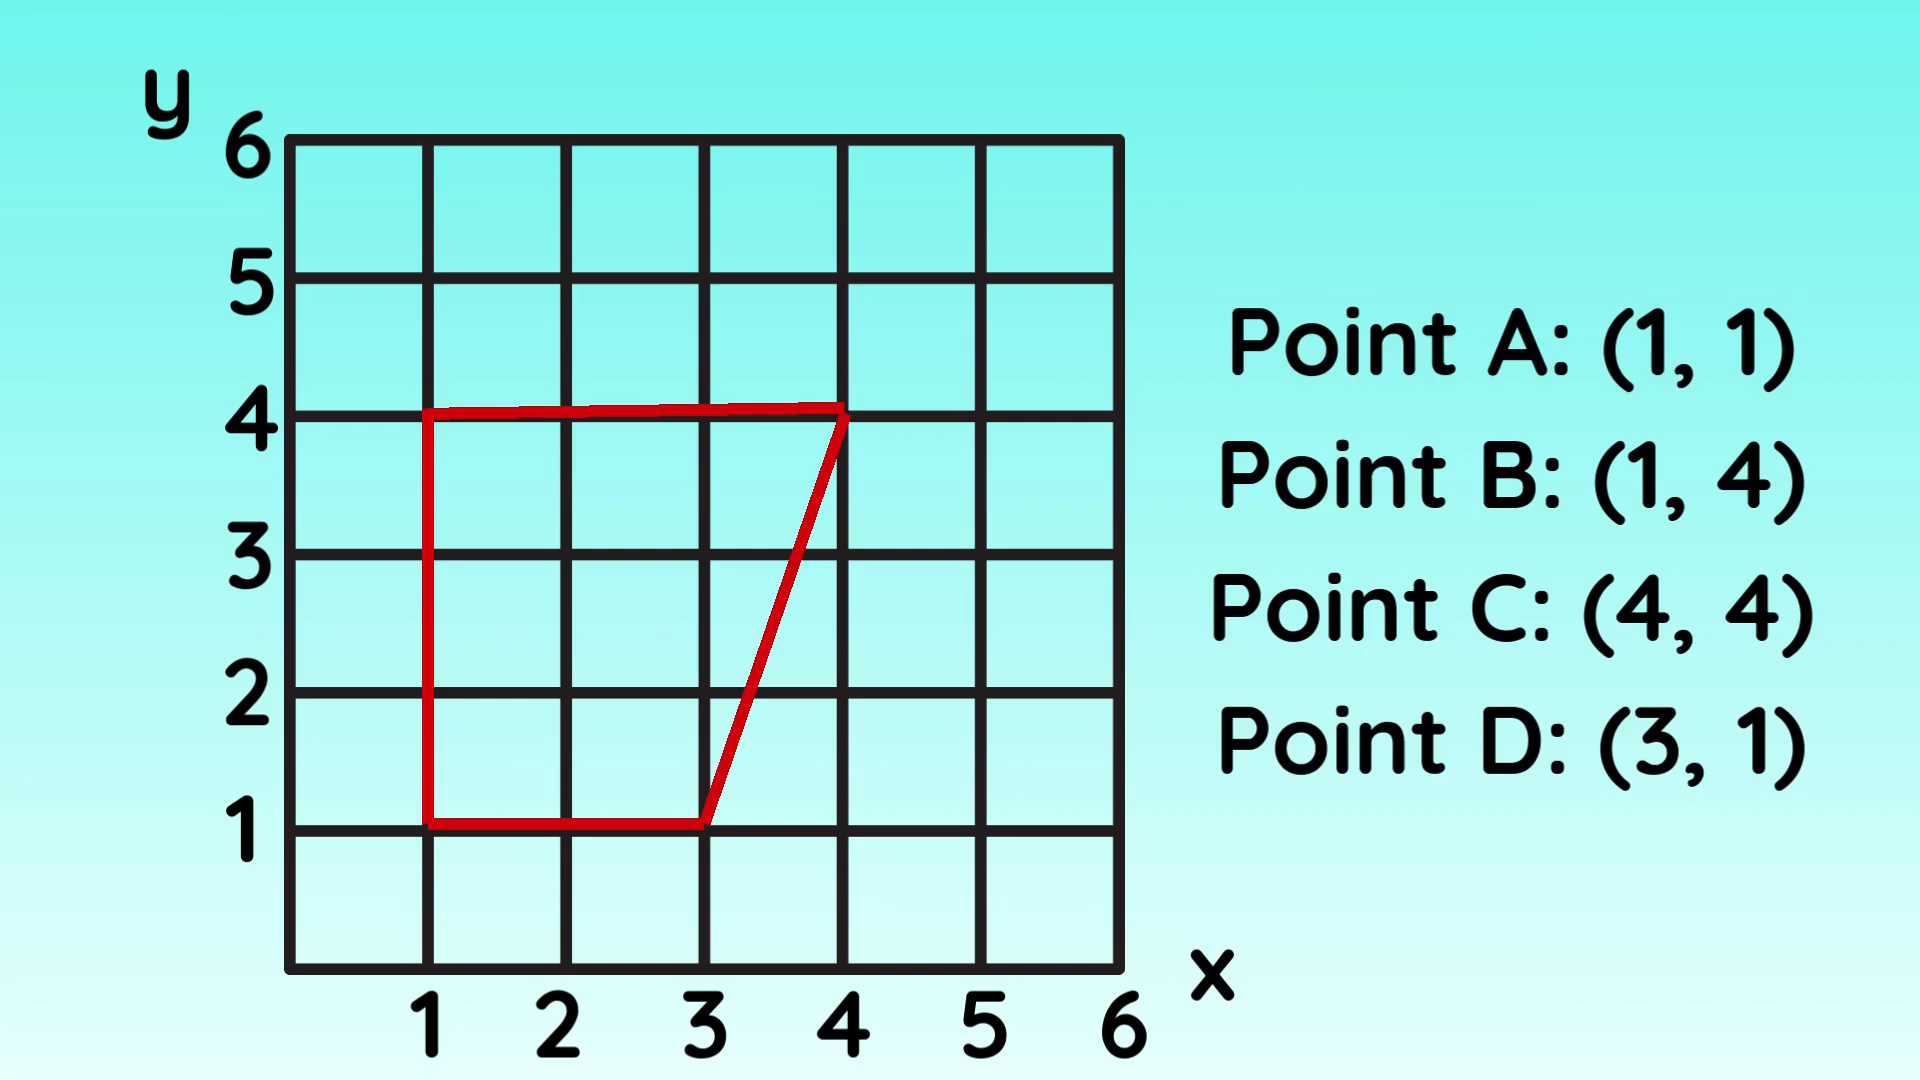 y
6
5
4
3
2
1
1 2 3 4 5 6
x
Point A: (1, 1)
Point B: (1, 4)
Point C: (4, 4)
Point D: (3, 1)